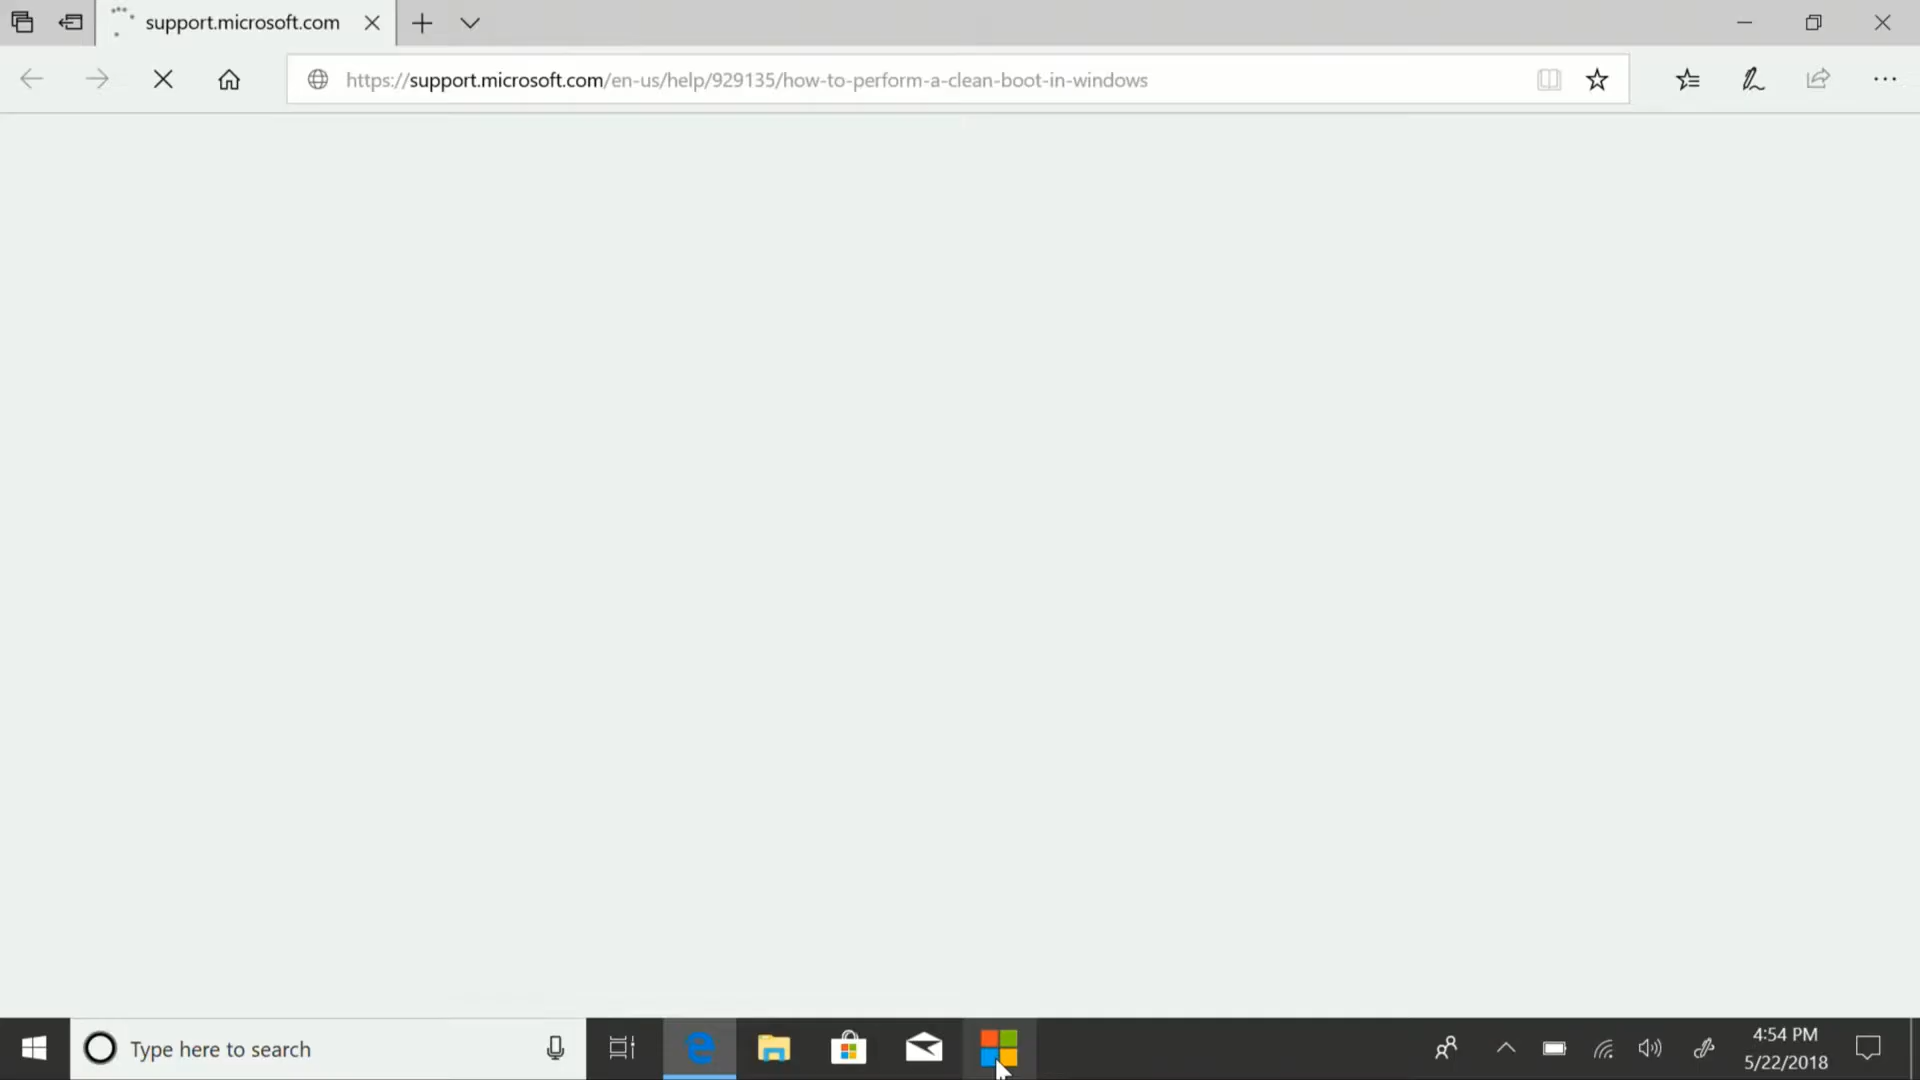 support.microsoft.com
https://support.microsoft.com/en-us/help/929135/how-to-perform-a-clean-boot-in-windows
Type here to search
4:54 PM
5/22/2018